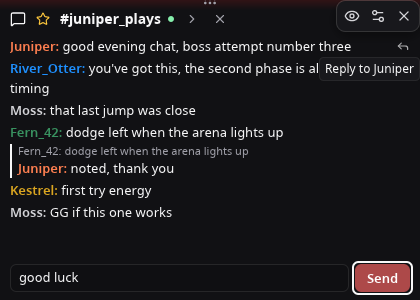 #juniper_plays
Juniper: good evening chat, boss attempt number three
River_Otter: you've got this, the second phase is al
Reply to Juniper
timing
Moss: that last jump was close
Fern_42: dodge left when the arena lights up
Fern_42: dodge left when the arena lights up
Juniper: noted, thank you
Kestrel: first try energy
Moss: GG if this one works
good luck
Send